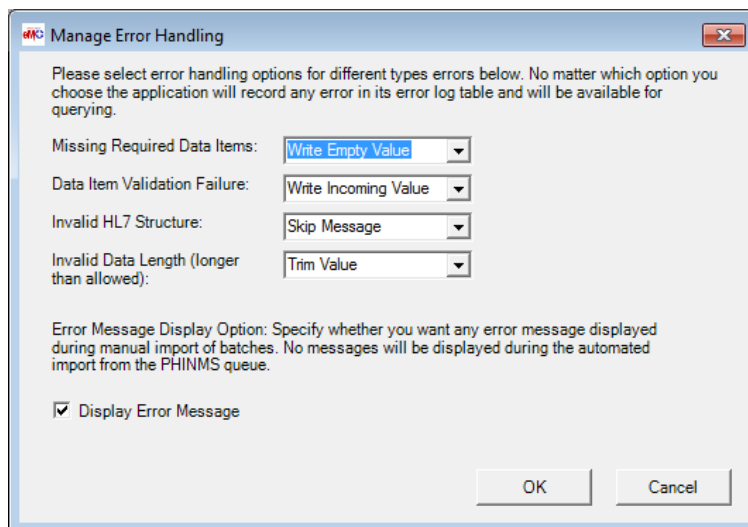 eMC Manage Error Handling
Please select error handling options for different types errors below. No matter which option you
choose the application will record any error in its error log table and will be available for
querying.
Missing Required Data Items: Write Empty Value
Data Item Validation Failure: Write Incoming Value
Invalid HL7 Structure: Skip Message
Invalid Data Length (longer
than allowed): Trim Value
Error Message Display Option: Specify whether you want any error message displayed
during manual import of batches. No messages will be displayed during the automated
import from the PHINMS queue.
Display Error Message
OK Cancel